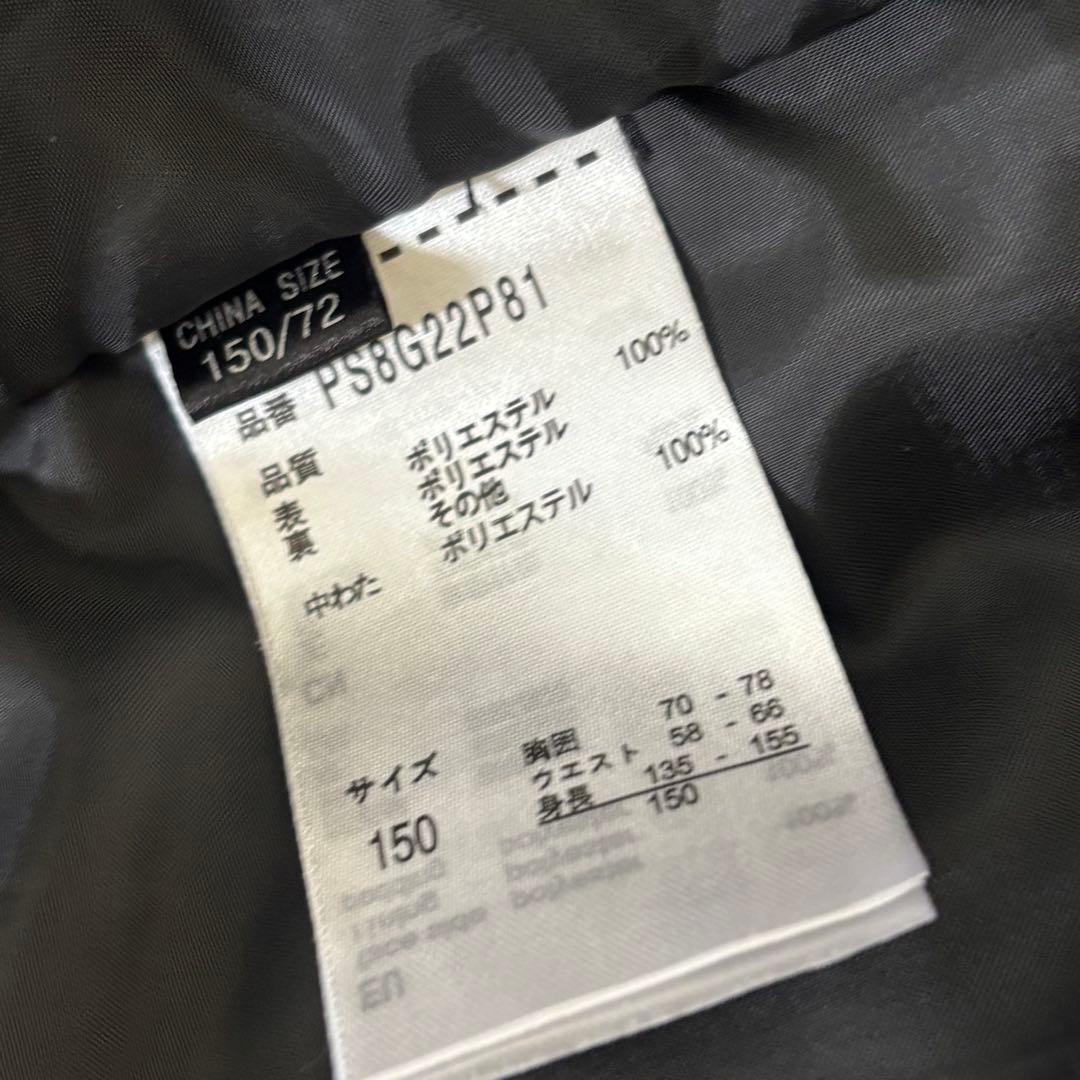 CHINA SIZE
150/72
品番 PS8G22P81
品質
表 ポリエステル 100%
裏 ポリエステル
その他
中わた ポリエステル 100%
サイズ 胸囲 70 - 78
ウエスト 58 - 66
身長 135 - 155
150 150